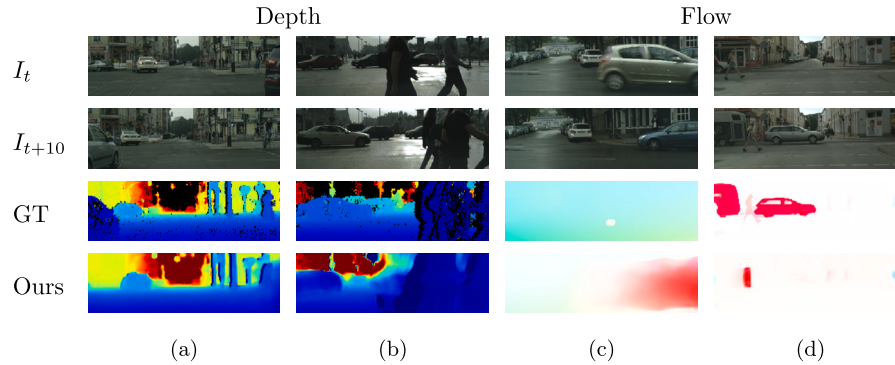 Depth Flow
I_t
I_{t+10}
GT
Ours
(a) (b) (c) (d)